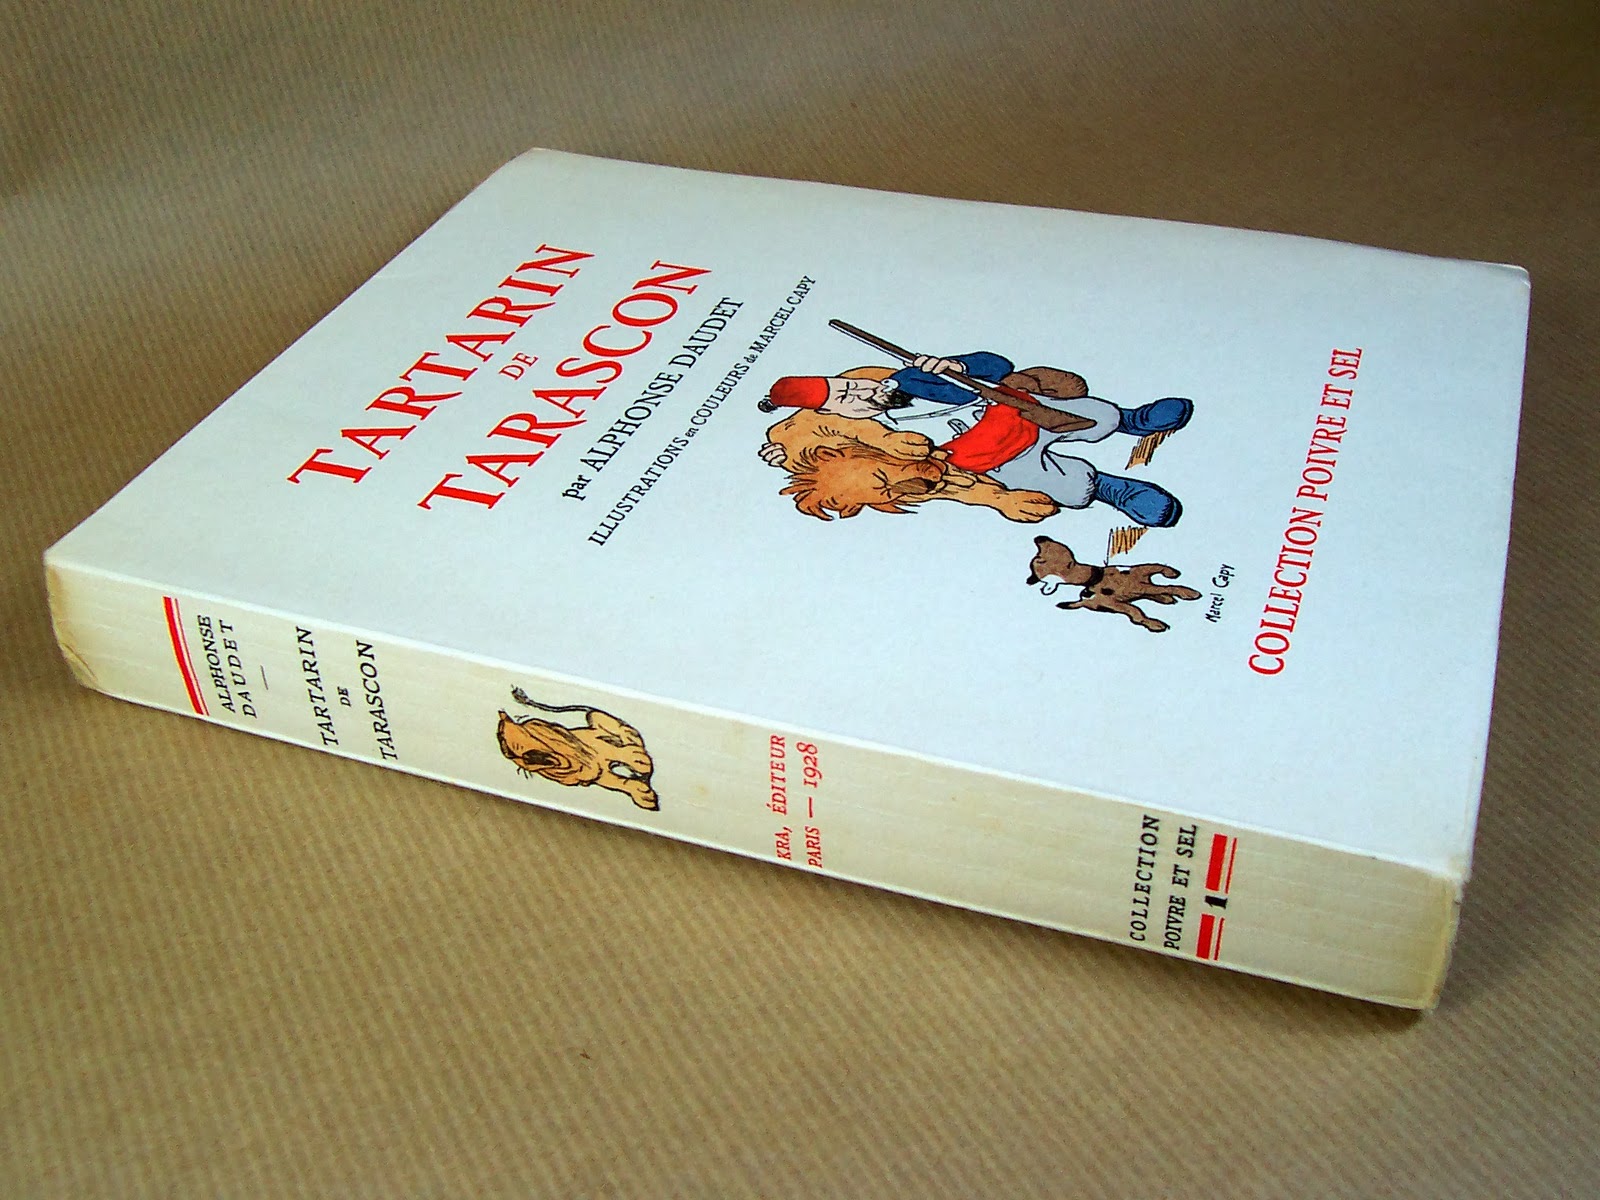 TARTARIN
DE
TARASCON
par ALPHONSE DAUDET
ILLUSTRATIONS en COULEURS de MARCEL CAPY
Marcel Capy
COLLECTION POIVRE ET SEL
ALPHONSE
DAUDET
TARTARIN
DE
TARASCON
KRA, ÉDITEUR
PARIS — 1928
COLLECTION
POIVRE ET SEL
1